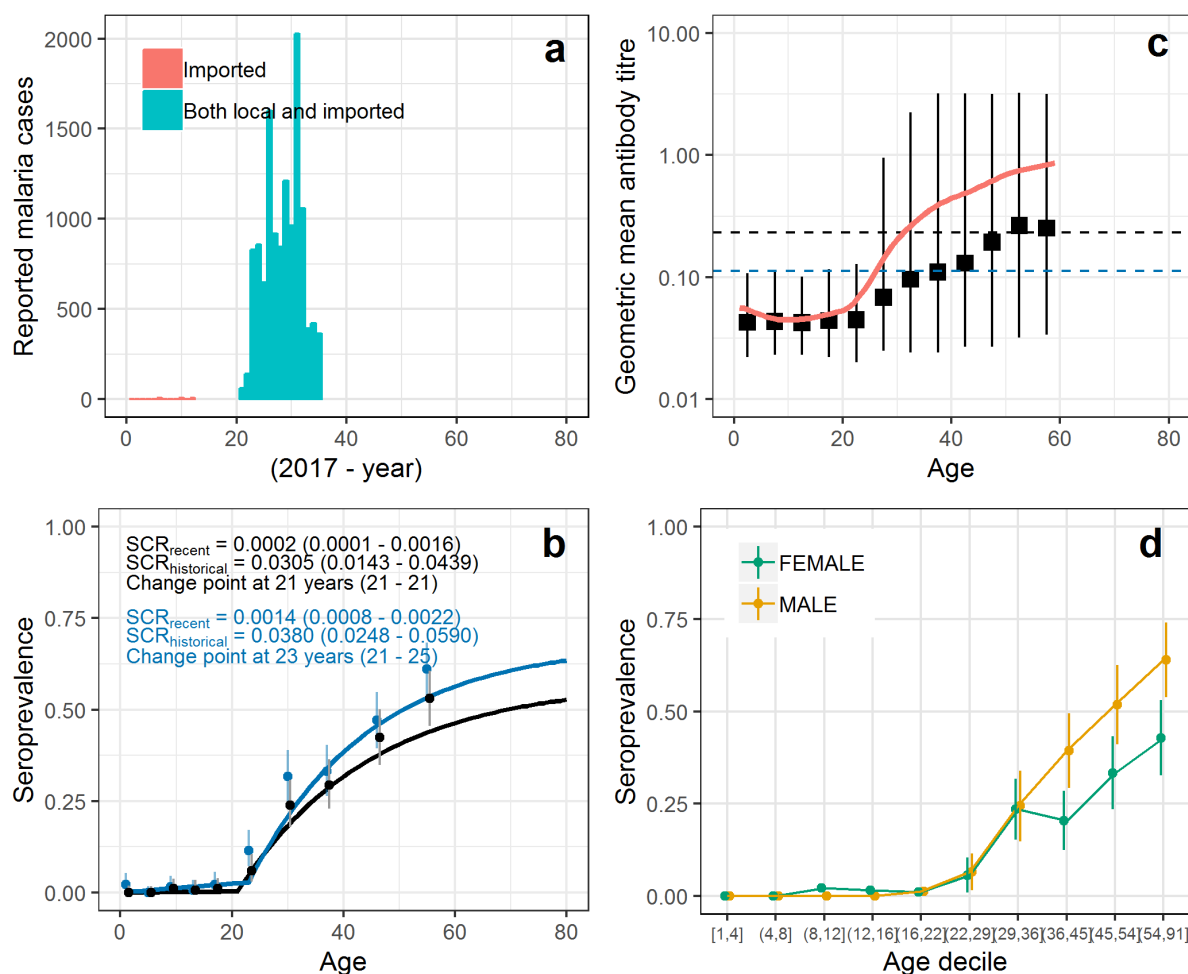 a
Reported malaria cases
2000
1500
1000
500
0
Imported
Both local and imported
0 20 40 60 80
(2017 - year)
c
Geometric mean antibody titre
10.00
1.00
0.10
0.01
0 20 40 60 80
Age
b
Seroprevalence
1.00
0.75
0.50
0.25
0.00
SCRrecent = 0.0002 (0.0001 - 0.0016)
SCRhistorical = 0.0305 (0.0143 - 0.0439)
Change point at 21 years (21 - 21)
SCRrecent = 0.0014 (0.0008 - 0.0022)
SCRhistorical = 0.0380 (0.0248 - 0.0590)
Change point at 23 years (21 - 25)
0 20 40 60 80
Age
d
Seroprevalence
1.00
0.75
0.50
0.25
0.00
FEMALE
MALE
[1,4] (4,8] (8,12] (12,16] (16,22] (22,29] (29,36] (36,45] (45,54] (54,91]
Age decile